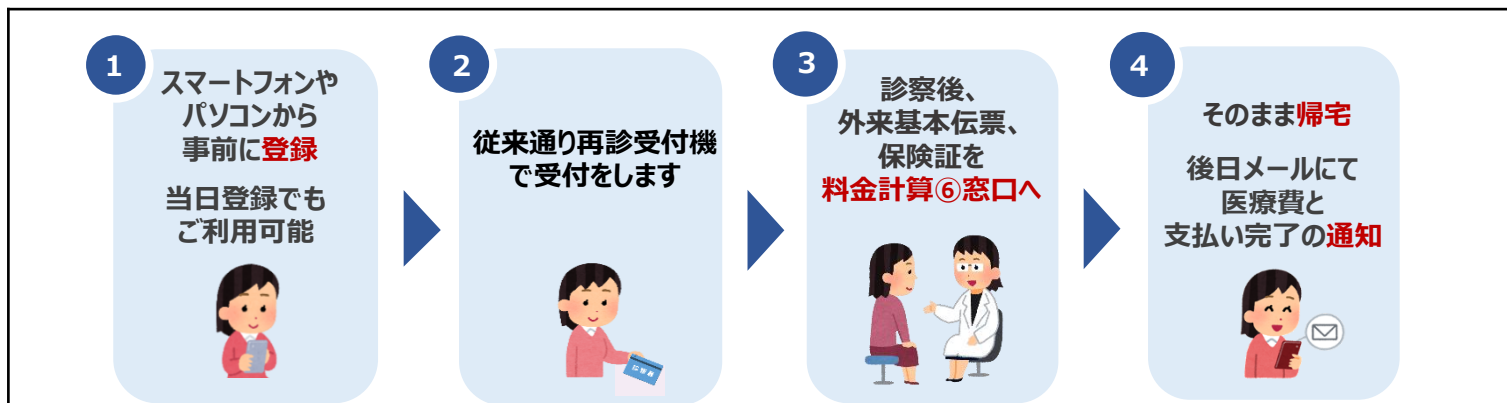 1
スマートフォンや
パソコンから
事前に登録
当日登録でも
ご利用可能
2
従来通り再診受付機
で受付をします
3
診察後、
外来基本伝票、
保険証を
料金計算⑥窓口へ
4
そのまま帰宅
後日メールにて
医療費と
支払い完了の通知